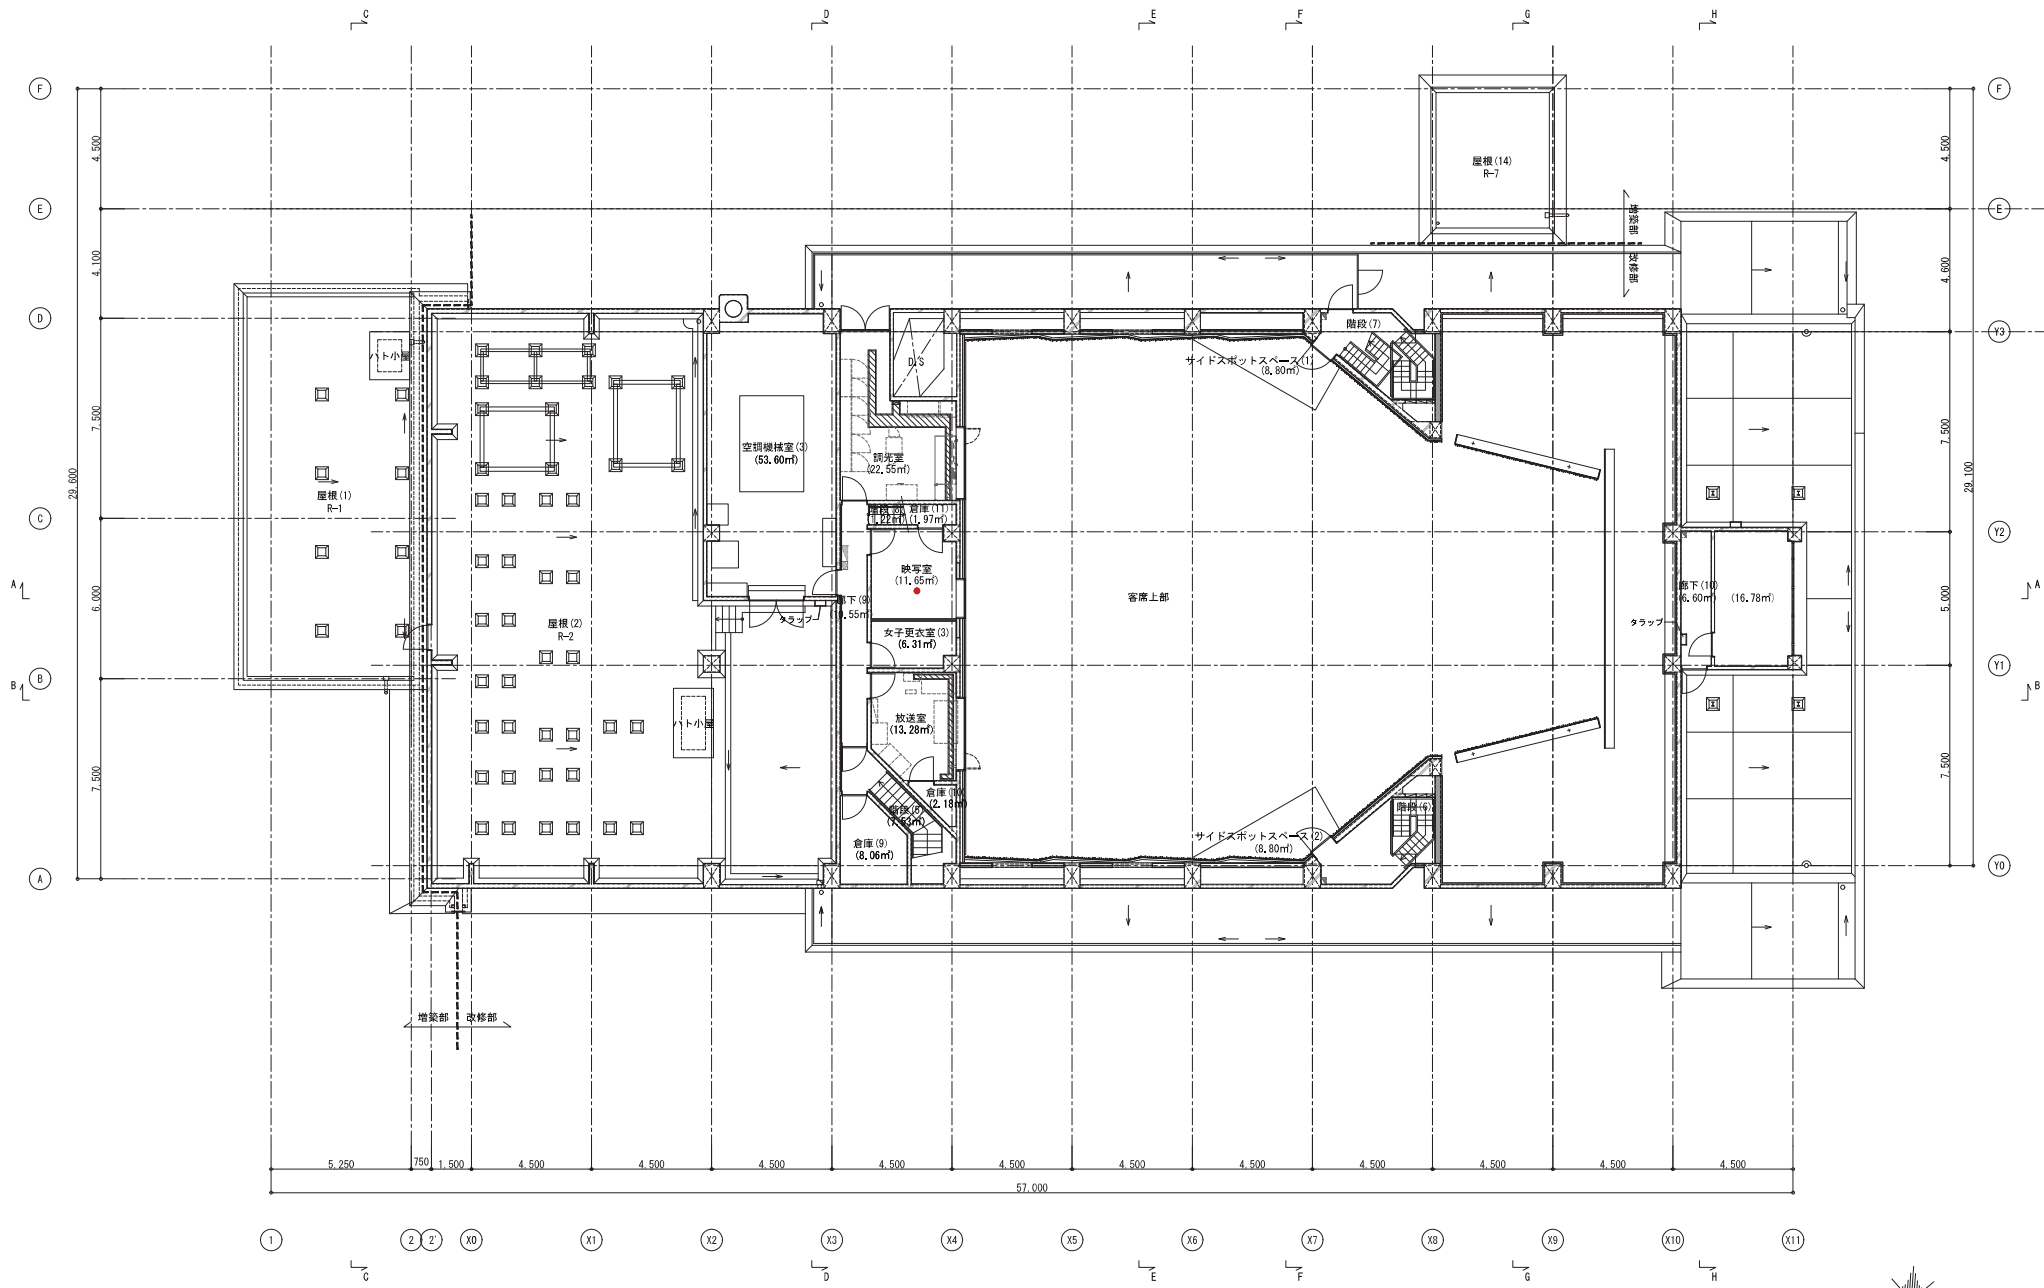 C D E F G H
F F
屋根(14)
R-7
4.500 4.500
E E
増築部 改修部
4.100 4.600
D Y3
階段(7)
ハト小屋
D/S
サイドスポットスペース(1)
(8.80㎡)
7.500 7.500
空調機械室(3)
(53.60㎡)
調光室
(22.55㎡)
29.600 29.100
屋根(1)
R-1
階段(8) 倉庫(11)
(1.22㎡) (1.97㎡)
C Y2
映写室
(11.65㎡)
A A
6.000 5.000
客席上部
廊下(9)
(10.55㎡)
廊下(10)
(6.60㎡) (16.78㎡)
タラップ タラップ
屋根(2)
R-2
女子更衣室(3)
(6.31㎡)
B Y1
B B
ハト小屋
放送室
(13.28㎡)
7.500 7.500
倉庫(10)
(2.18㎡)
階段(5)
(7.53㎡)
階段(6)
サイドスポットスペース(2)
(8.80㎡)
倉庫(9)
(8.06㎡)
A Y0
増築部 改修部
5.250 750 1.500 4.500 4.500 4.500 4.500 4.500 4.500 4.500 4.500 4.500 4.500 4.500
57.000
1 2 2' X0 X1 X2 X3 X4 X5 X6 X7 X8 X9 X10 X11
C D E F G H